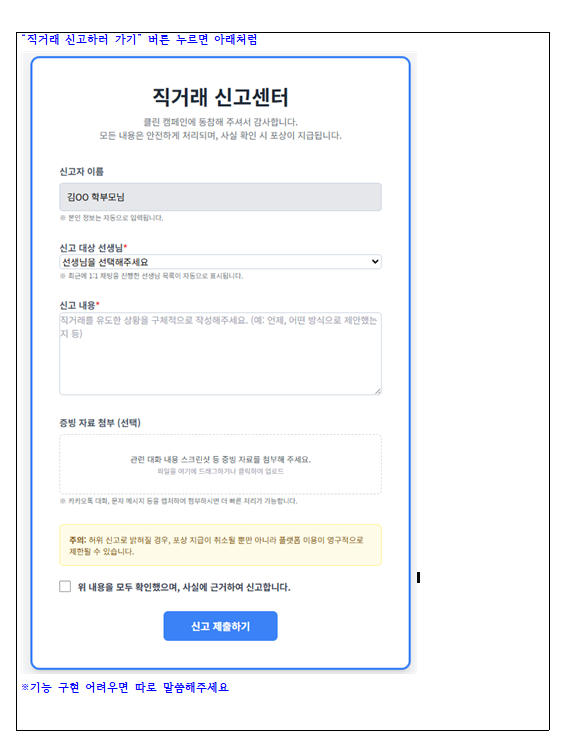 "직거래 신고하러 가기" 버튼 누르면 아래처럼
직거래 신고센터
클린 캠페인에 동참해 주셔서 감사합니다.
모든 내용은 안전하게 처리되며, 사실 확인 시 포상이 지급됩니다.
신고자 이름
김OO 학부모님
※ 본인 정보는 자동으로 입력됩니다.
신고 대상 선생님*
선생님을 선택해주세요
※ 최근에 1:1 채팅을 진행한 선생님 목록이 자동으로 표시됩니다.
신고 내용*
직거래를 유도한 상황을 구체적으로 작성해주세요. (예: 언제, 어떤 방식으로 제안했는
지 등)
증빙 자료 첨부 (선택)
관련 대화 내용 스크린샷 등 증빙 자료를 첨부해 주세요.
파일을 여기에 드래그하거나 클릭하여 업로드
※ 카카오톡 대화, 문자 메시지 등을 캡처하여 첨부하시면 더 빠른 처리가 가능합니다.
주의: 허위 신고로 밝혀질 경우, 포상 지급이 취소될 뿐만 아니라 플랫폼 이용이 영구적으로
제한될 수 있습니다.
위 내용을 모두 확인했으며, 사실에 근거하여 신고합니다.
신고 제출하기
※기능 구현 어려우면 따로 말씀해주세요